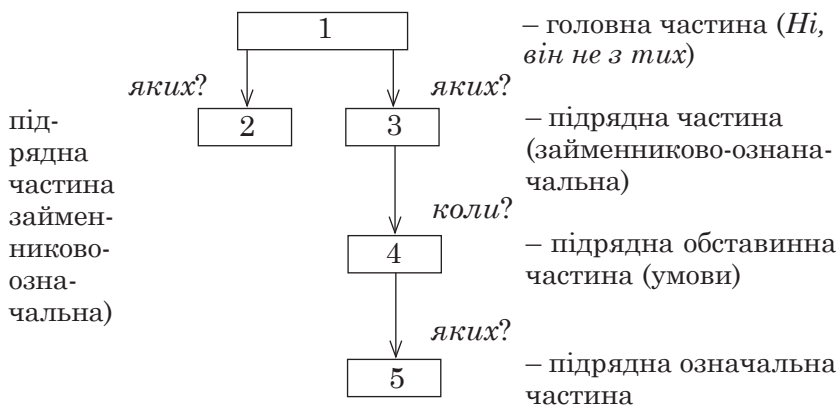 1
– головна частина (Ні,
він не з тих)
яких?
яких?
під-
рядна
частина
займен-
никово-
озна-
чальна)
2
3
– підрядна частина
(займенниково-ознана-
чальна)
коли?
4
– підрядна обставинна
частина (умови)
яких?
5
– підрядна означальна
частина